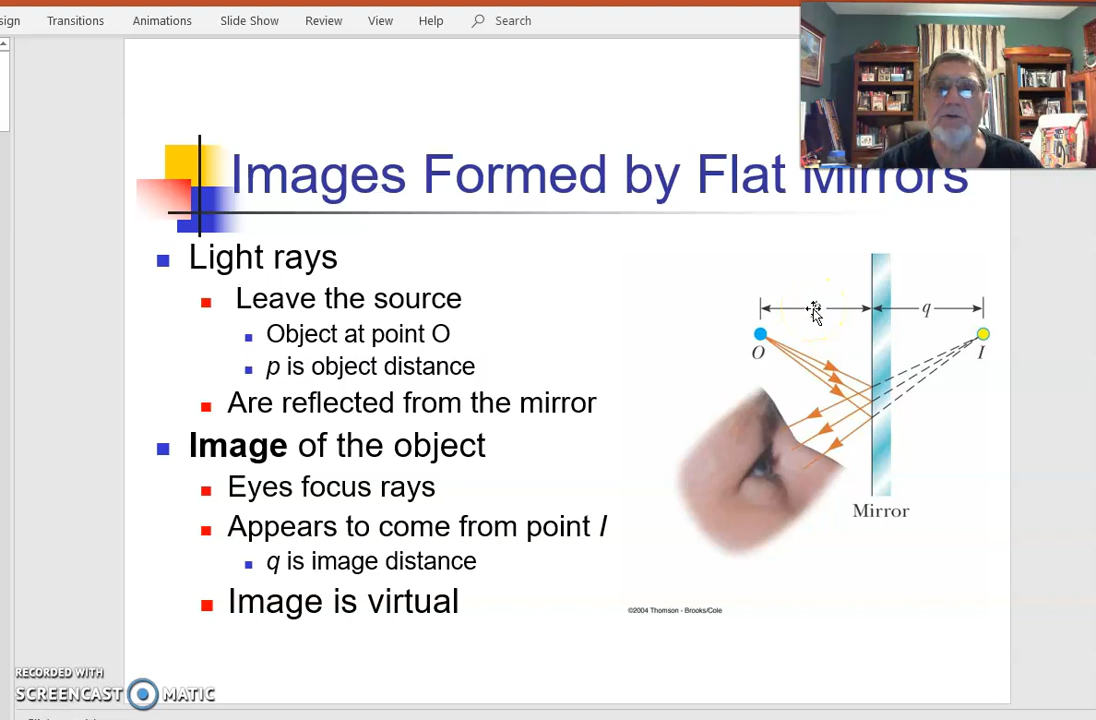 sign Transitions Animations Slide Show Review View Help Search
Images Formed by Flat Mirrors
Light rays
Leave the source
Object at point O
p is object distance
Are reflected from the mirror
Image of the object
Eyes focus rays
Appears to come from point I
q is image distance
Image is virtual
q
O
I
Mirror
©2004 Thomson - Brooks/Cole
RECORDED WITH
SCREENCAST MATIC